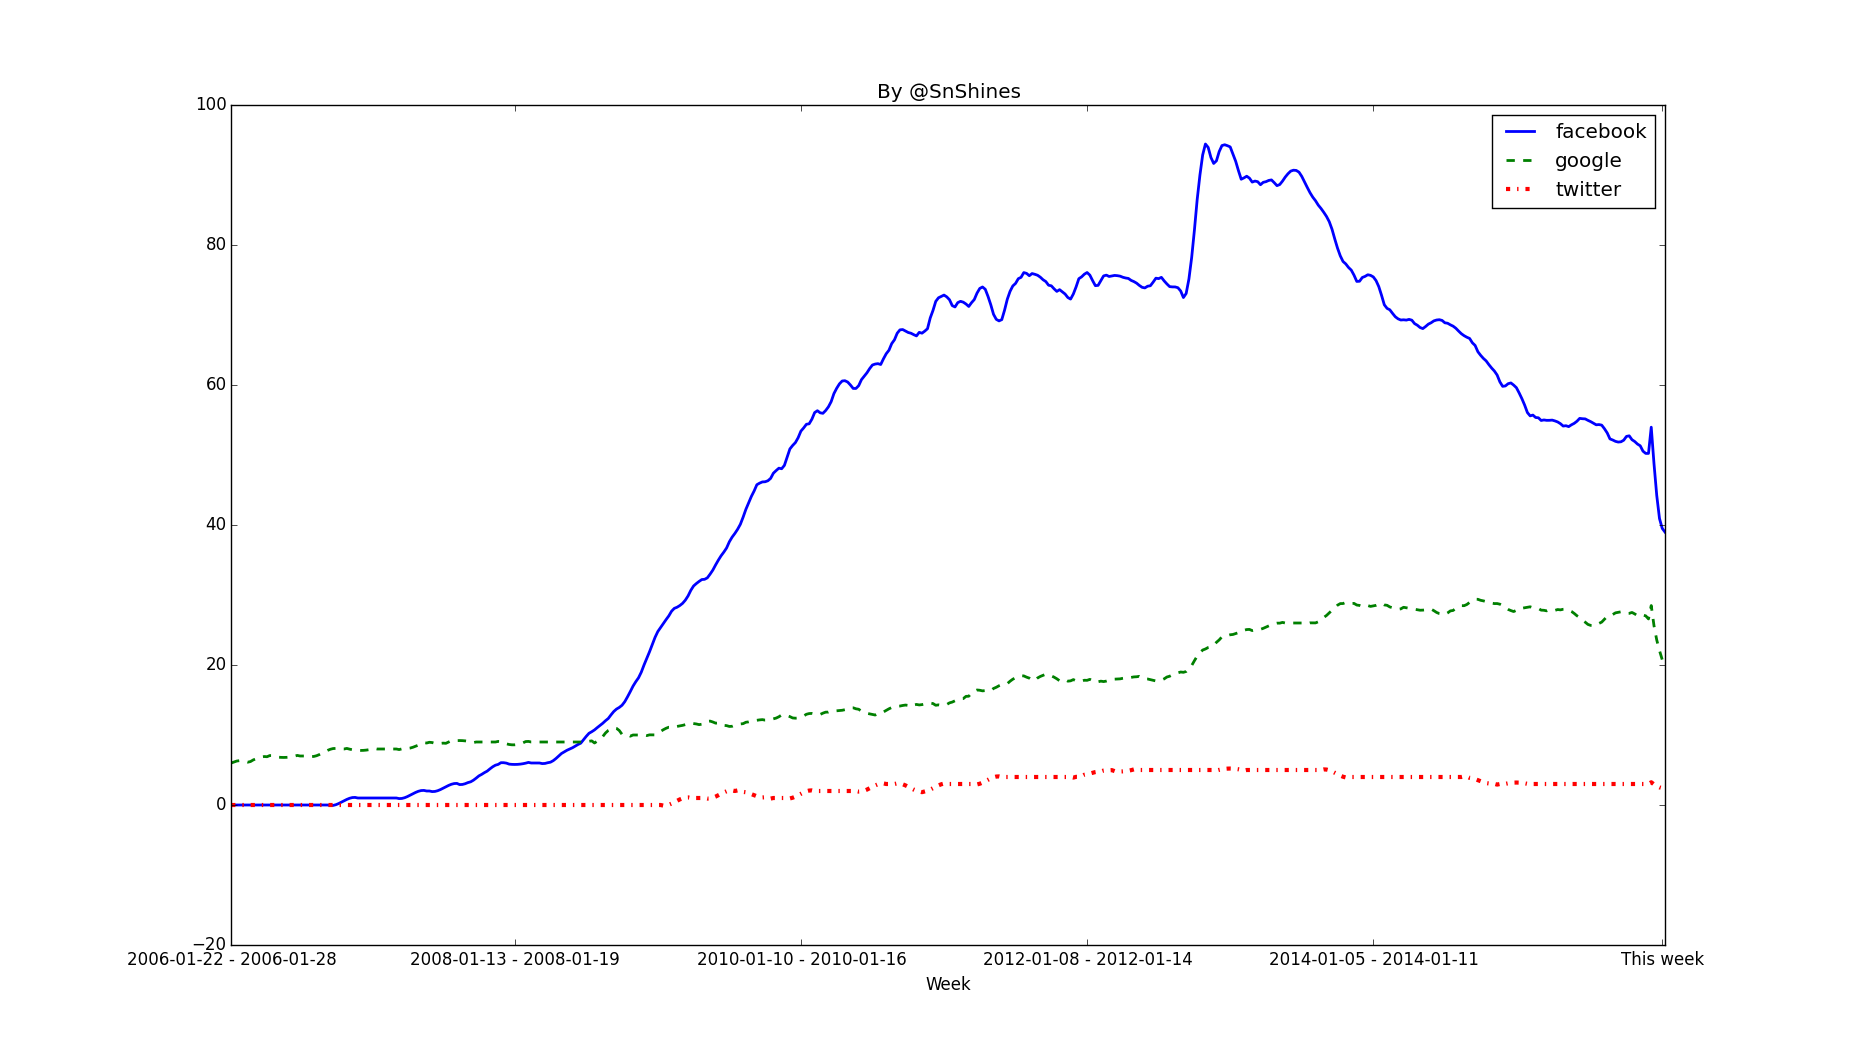 By @SnShines
100
80
60
40
20
0
−20
facebook
google
twitter
2006-01-22 - 2006-01-28
2008-01-13 - 2008-01-19
2010-01-10 - 2010-01-16
2012-01-08 - 2012-01-14
2014-01-05 - 2014-01-11
This week
Week